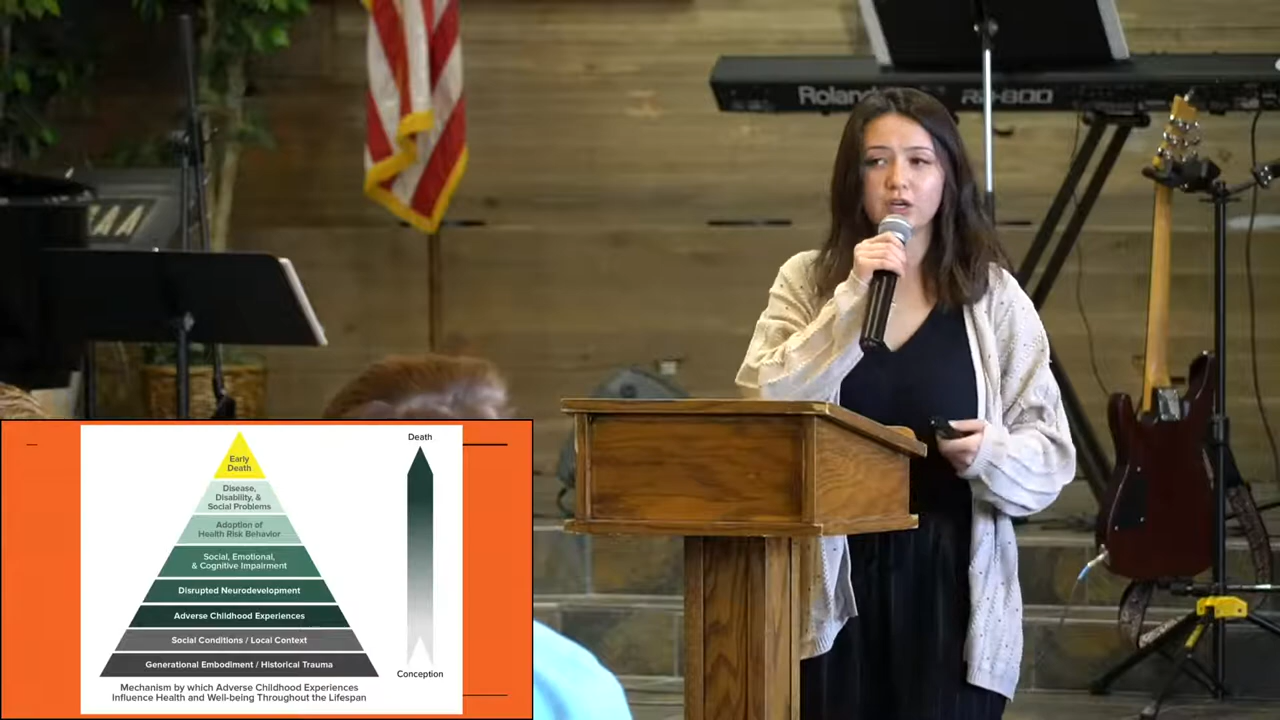 Roland
RD-800
Death
Early
Death
Disease,
Disability, &
Social Problems
Adoption of
Health Risk Behavior
Social, Emotional,
& Cognitive Impairment
Disrupted Neurodevelopment
Adverse Childhood Experiences
Social Conditions / Local Context
Generational Embodiment / Historical Trauma
Conception
Mechanism by which Adverse Childhood Experiences
Influence Health and Well-being Throughout the Lifespan